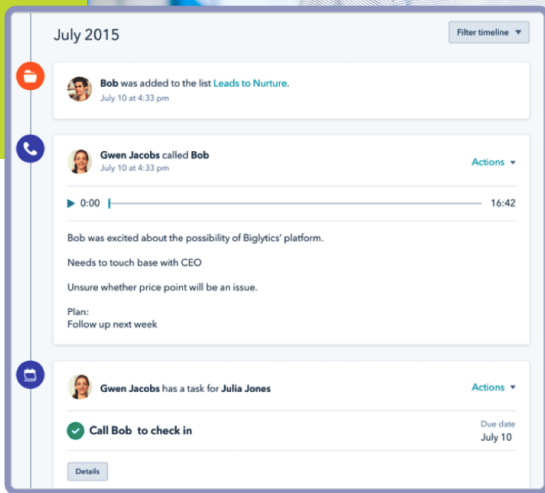 July 2015
Filter timeline
Bob was added to the list Leads to Nurture.
July 10 at 4:33 pm
Gwen Jacobs called Bob
July 10 at 4:33 pm
Actions
0:00
16:42
Bob was excited about the possibility of Biglytics' platform.
Needs to touch base with CEO
Unsure whether price point will be an issue.
Plan:
Follow up next week
Gwen Jacobs has a task for Julia Jones
Actions
Call Bob to check in
Due date
July 10
Details